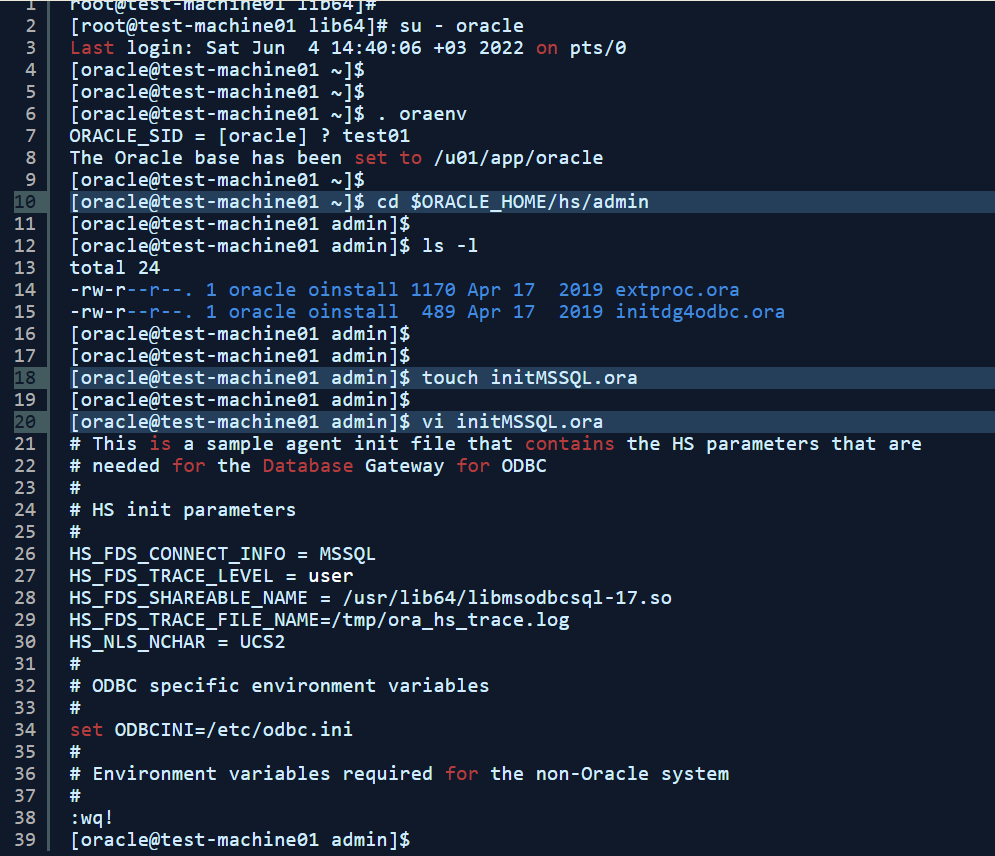 1 root@test-machine01 lib64]#
2 [root@test-machine01 lib64]# su - oracle
3 Last login: Sat Jun  4 14:40:06 +03 2022 on pts/0
4 [oracle@test-machine01 ~]$
5 [oracle@test-machine01 ~]$
6 [oracle@test-machine01 ~]$ . oraenv
7 ORACLE_SID = [oracle] ? test01
8 The Oracle base has been set to /u01/app/oracle
9 [oracle@test-machine01 ~]$
10 [oracle@test-machine01 ~]$ cd $ORACLE_HOME/hs/admin
11 [oracle@test-machine01 admin]$
12 [oracle@test-machine01 admin]$ ls -l
13 total 24
14 -rw-r--r--. 1 oracle oinstall 1170 Apr 17  2019 extproc.ora
15 -rw-r--r--. 1 oracle oinstall  489 Apr 17  2019 initdg4odbc.ora
16 [oracle@test-machine01 admin]$
17 [oracle@test-machine01 admin]$
18 [oracle@test-machine01 admin]$ touch initMSSQL.ora
19 [oracle@test-machine01 admin]$
20 [oracle@test-machine01 admin]$ vi initMSSQL.ora
21 # This is a sample agent init file that contains the HS parameters that are
22 # needed for the Database Gateway for ODBC
23 #
24 # HS init parameters
25 #
26 HS_FDS_CONNECT_INFO = MSSQL
27 HS_FDS_TRACE_LEVEL = user
28 HS_FDS_SHAREABLE_NAME = /usr/lib64/libmsodbcsql-17.so
29 HS_FDS_TRACE_FILE_NAME=/tmp/ora_hs_trace.log
30 HS_NLS_NCHAR = UCS2
31 #
32 # ODBC specific environment variables
33 #
34 set ODBCINI=/etc/odbc.ini
35 #
36 # Environment variables required for the non-Oracle system
37 #
38 :wq!
39 [oracle@test-machine01 admin]$